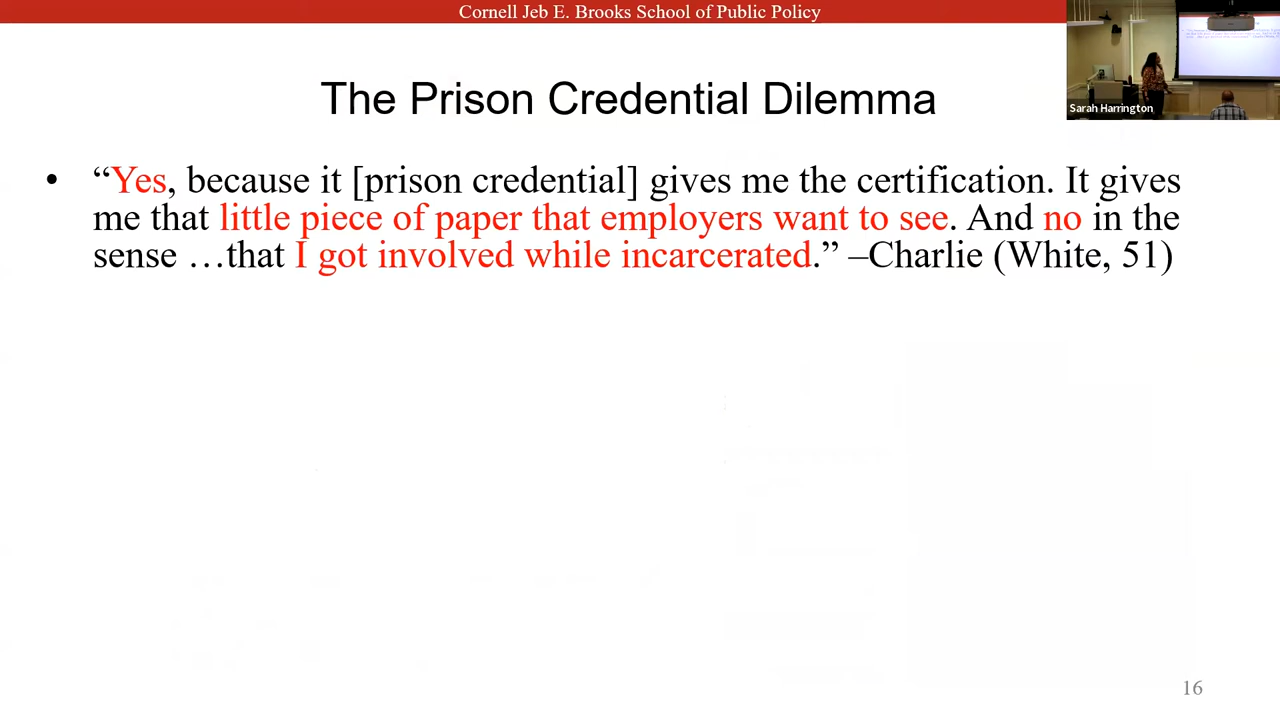 Cornell Jeb E. Brooks School of Public Policy
Sarah Harrington
The Prison Credential Dilemma
• “Yes, because it [prison credential] gives me the certification. It gives
me that little piece of paper that employers want to see. And no in the
sense …that I got involved while incarcerated.” –Charlie (White, 51)
16